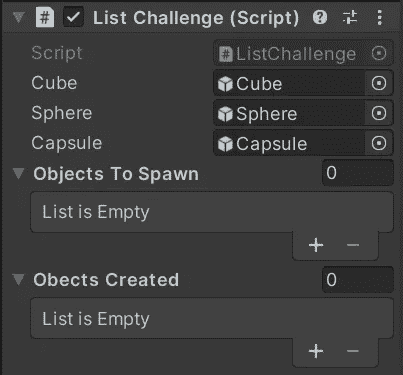 # List Challenge (Script)
Script # ListChallenge
Cube Cube
Sphere Sphere
Capsule Capsule
Objects To Spawn 0
List is Empty
+ −
Obects Created 0
List is Empty
+ −